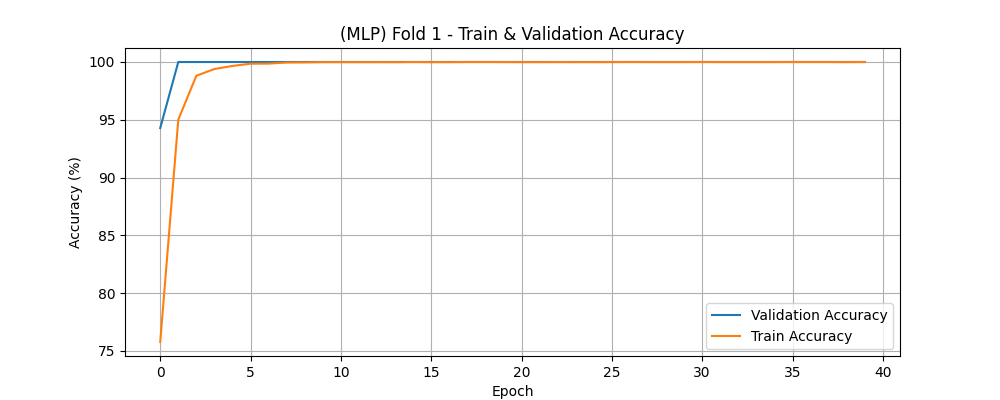 (MLP) Fold 1 - Train & Validation Accuracy
Accuracy (%)
100
95
90
85
80
75
0 5 10 15 20 25 30 35 40
Epoch
Validation Accuracy
Train Accuracy